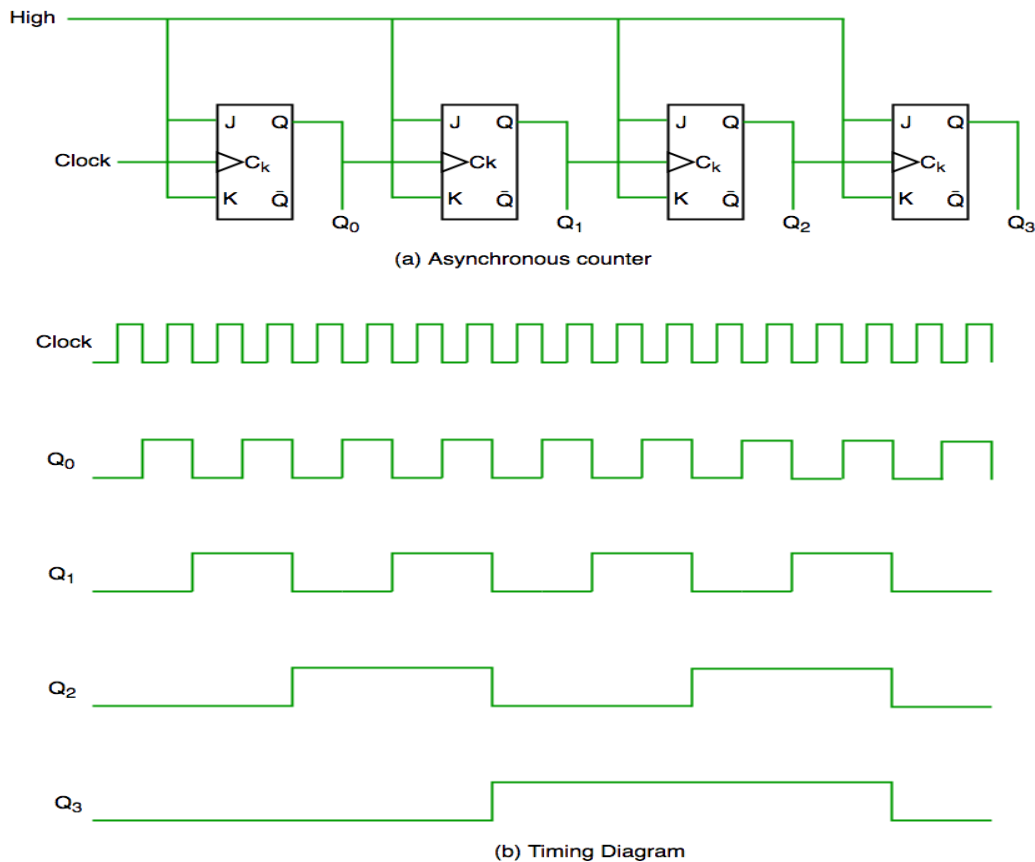 High
J Q J Q J Q J Q
Clock Cₖ Ck Cₖ Cₖ
K Q̄ K Q̄ K Q̄ K Q̄
Q₀ Q₁ Q₂ Q₃
(a) Asynchronous counter
Clock
Q₀
Q₁
Q₂
Q₃
(b) Timing Diagram